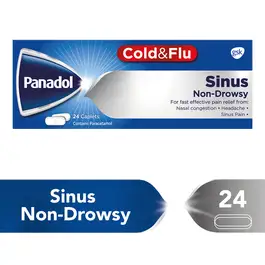 Cold&Flu
gsk
Panadol
Sinus
Non-Drowsy
For fast effective pain relief from
Nasal congestion • Headache •
Sinus Pain •
24 Caplets
Contain Paracetamol
Sinus
Non-Drowsy
24